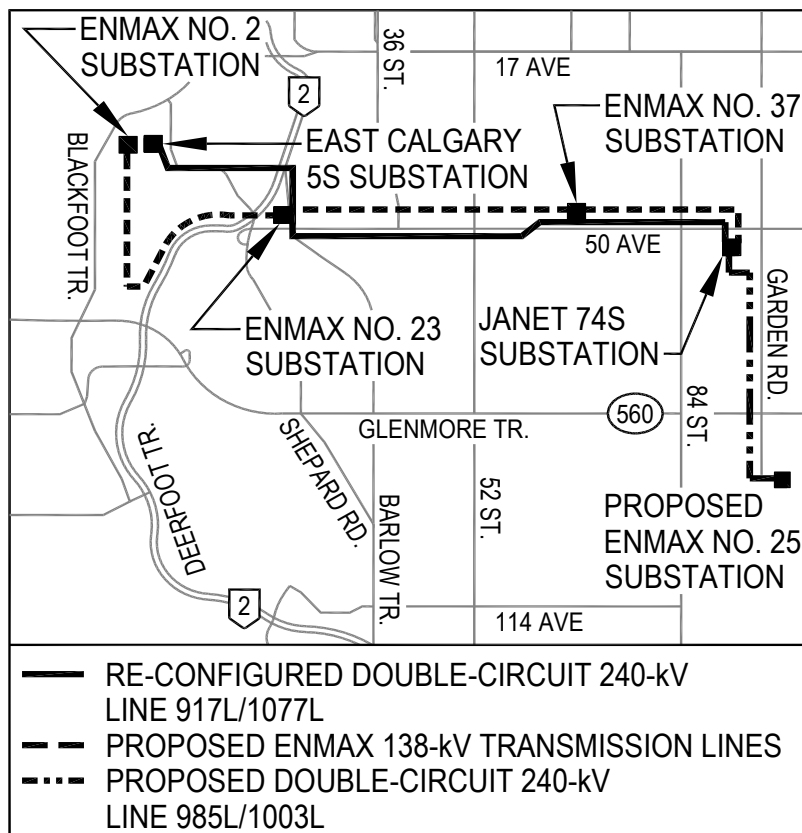 ENMAX NO. 2
SUBSTATION
36 ST.
2
17 AVE
ENMAX NO. 37
SUBSTATION
EAST CALGARY
5S SUBSTATION
BLACKFOOT TR.
50 AVE
GARDEN RD.
ENMAX NO. 23
SUBSTATION
JANET 74S
SUBSTATION
560
84 ST.
GLENMORE TR.
SHEPARD RD.
DEERFOOT TR.
BARLOW TR.
52 ST.
PROPOSED
ENMAX NO. 25
SUBSTATION
2
114 AVE
RE-CONFIGURED DOUBLE-CIRCUIT 240-kV
LINE 917L/1077L
PROPOSED ENMAX 138-kV TRANSMISSION LINES
PROPOSED DOUBLE-CIRCUIT 240-kV
LINE 985L/1003L